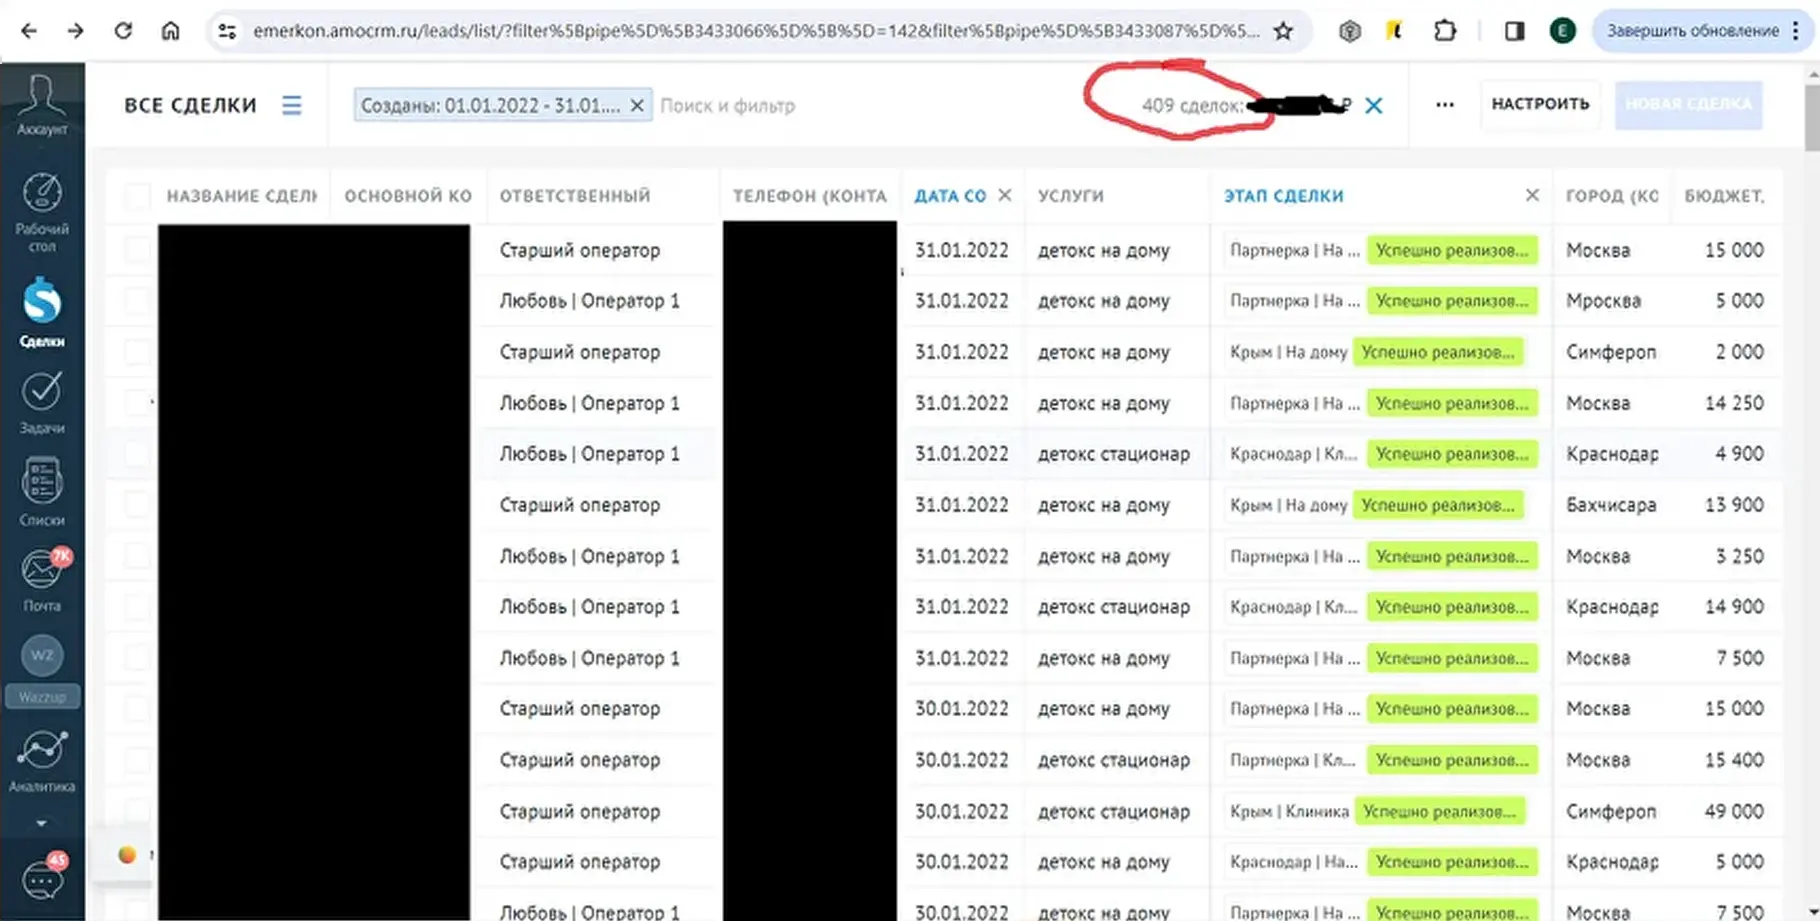 emerkon.amocrm.ru/leads/list/?filter%5Bpipe%5D%5B3433066%5D%5B%5D=142&filter%5Bpipe%5D%5B3433087%5D%5...
E
Завершить обновление
ВСЕ СДЕЛКИ
Созданы: 01.01.2022 - 31.01....
Поиск и фильтр
409 сделок:
₽
...
НАСТРОИТЬ
НОВАЯ СДЕЛКА
Аккаунт
Рабочий
стол
Сделки
Задачи
Списки
7K
Почта
WZ
Wazzup
Аналитика
45
НАЗВАНИЕ СДЕЛК ОСНОВНОЙ КО ОТВЕТСТВЕННЫЙ ТЕЛЕФОН (КОНТА ДАТА СО УСЛУГИ ЭТАП СДЕЛКИ ГОРОД (КО БЮДЖЕТ,
Старший оператор 31.01.2022 детокс на дому Партнерка | На ... Успешно реализов... Москва 15 000
Любовь | Оператор 1 31.01.2022 детокс на дому Партнерка | На ... Успешно реализов... Мросква 5 000
Старший оператор 31.01.2022 детокс на дому Крым | На дому Успешно реализов... Симфероп 2 000
Любовь | Оператор 1 31.01.2022 детокс на дому Партнерка | На ... Успешно реализов... Москва 14 250
Любовь | Оператор 1 31.01.2022 детокс стационар Краснодар | Кл... Успешно реализов... Краснодар 4 900
Старший оператор 31.01.2022 детокс на дому Крым | На дому Успешно реализов... Бахчисара 13 900
Любовь | Оператор 1 31.01.2022 детокс на дому Партнерка | На ... Успешно реализов... Москва 3 250
Любовь | Оператор 1 31.01.2022 детокс стационар Краснодар | Кл... Успешно реализов... Краснодар 14 900
Любовь | Оператор 1 31.01.2022 детокс на дому Партнерка | На ... Успешно реализов... Москва 7 500
Старший оператор 30.01.2022 детокс на дому Партнерка | На ... Успешно реализов... Москва 15 000
Старший оператор 30.01.2022 детокс стационар Партнерка | Кл... Успешно реализов... Москва 15 400
Старший оператор 30.01.2022 детокс стационар Крым | Клиника Успешно реализов... Симфероп 49 000
Старший оператор 30.01.2022 детокс на дому Краснодар | На... Успешно реализов... Краснодар 5 000
Любовь | Оператор 1 30.01.2022 детокс на дому Партнерка | На ... Успешно реализов... Москва 7 500